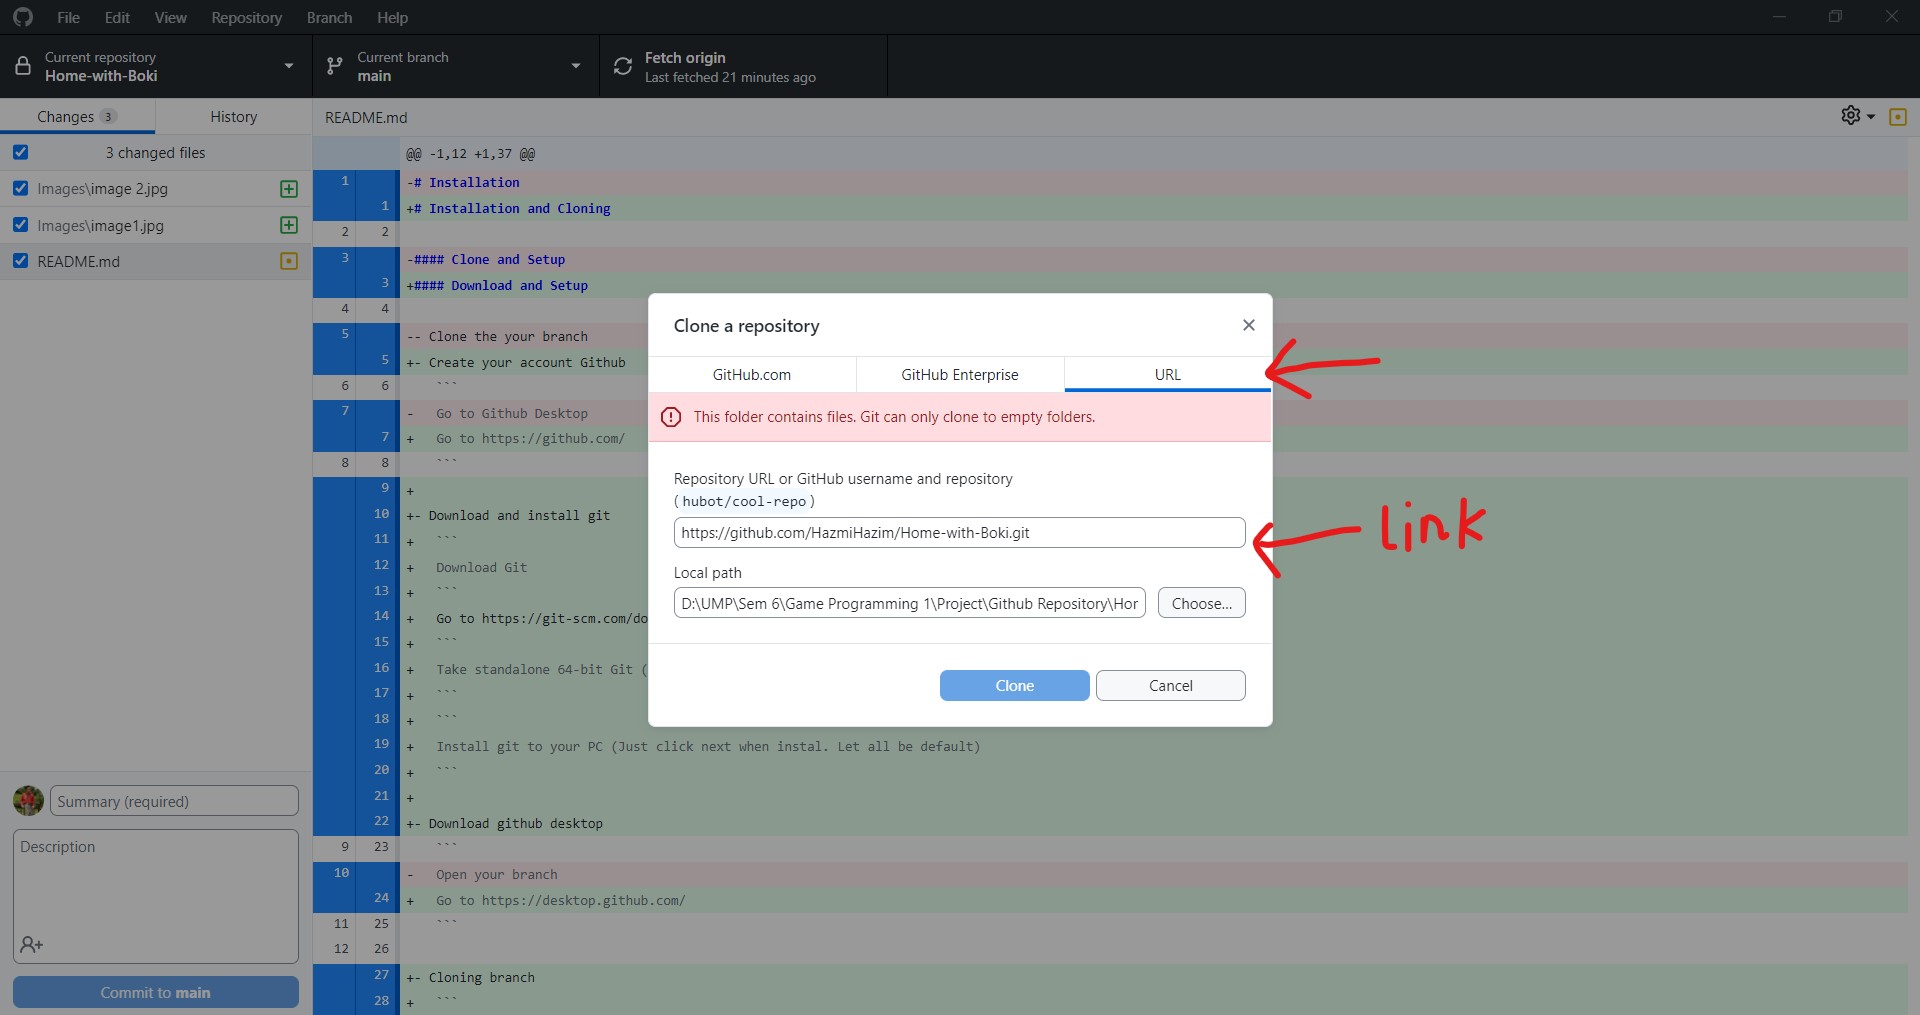 File Edit View Repository Branch Help
Current repository
Home-with-Boki
Current branch
main
Fetch origin
Last fetched 21 minutes ago
Changes 3
History
3 changed files
Images\image 2.jpg
Images\image1.jpg
README.md
Summary (required)
Description
Commit to main
README.md
@@ -1,12 +1,37 @@
1 -# Installation
1 +# Installation and Cloning
2 2
3 -#### Clone and Setup
3 +#### Download and Setup
4 4
5 -- Clone the your branch
5 +- Create your account Github
6 6 ```
7 - Go to Github Desktop
7 + Go to https://github.com/
8 8 ```
9 +
10 +- Download and install git
11 + ```
12 + Download Git
13 + ```
14 + Go to https://git-scm.com/do
15 + ```
16 + Take standalone 64-bit Git (
17 + ```
18 + ```
19 + Install git to your PC (Just click next when instal. Let all be default)
20 + ```
21 +
22 +- Download github desktop
9 23 ```
10 - Open your branch
24 + Go to https://desktop.github.com/
11 25 ```
12 26
27 +- Cloning branch
28 + ```
Clone a repository
GitHub.com GitHub Enterprise URL
This folder contains files. Git can only clone to empty folders.
Repository URL or GitHub username and repository
(hubot/cool-repo)
https://github.com/HazmiHazim/Home-with-Boki.git
link
Local path
D:\UMP\Sem 6\Game Programming 1\Project\Github Repository\Hor
Choose...
Clone Cancel